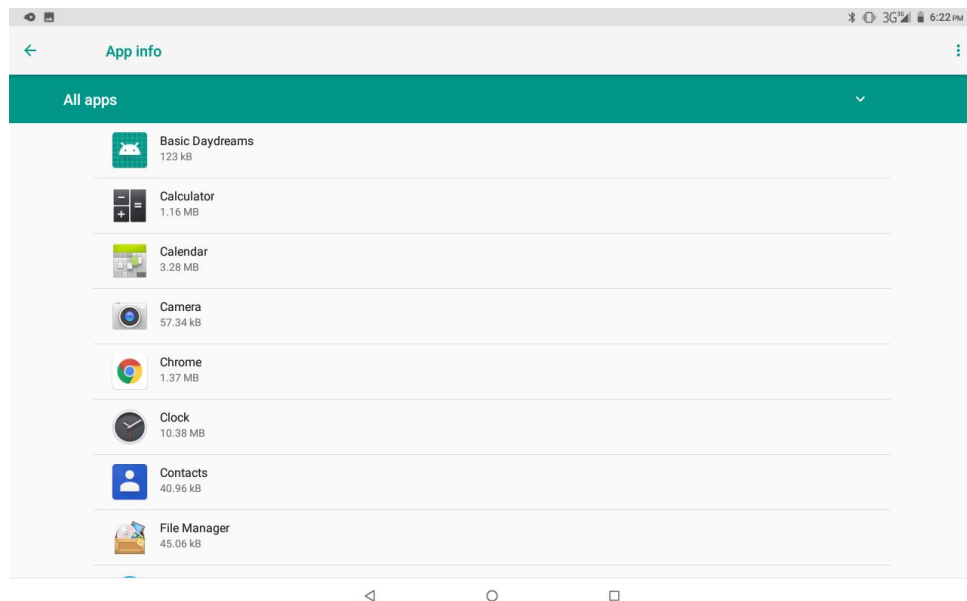 3G 3G 6:22 PM
App info
All apps
Basic Daydreams
123 kB
Calculator
1.16 MB
Calendar
3.28 MB
Camera
57.34 kB
Chrome
1.37 MB
Clock
10.38 MB
Contacts
40.96 kB
File Manager
45.06 kB